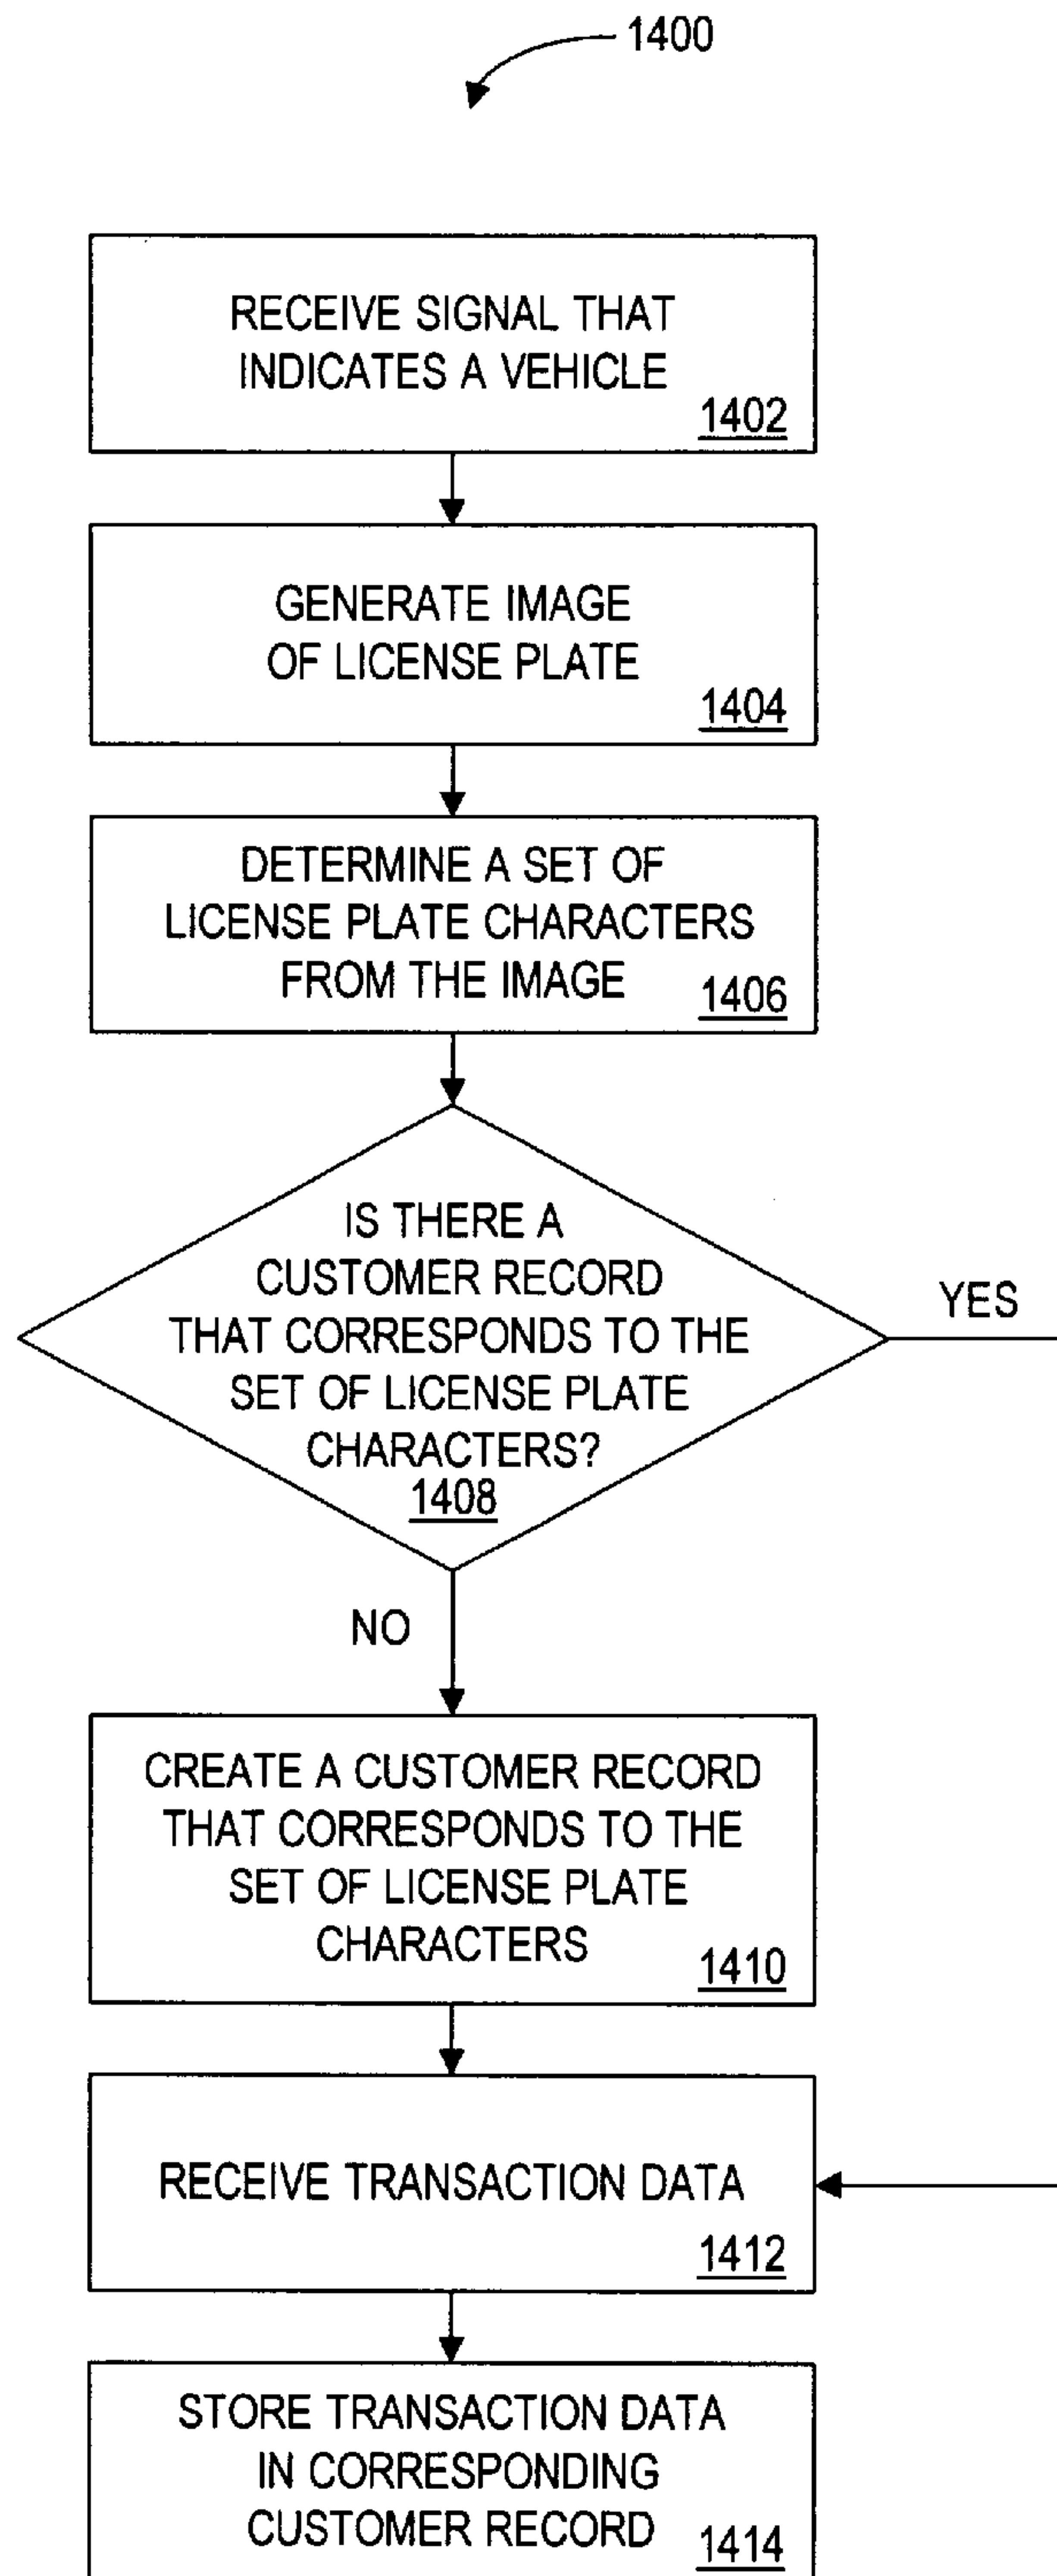 1400
RECEIVE SIGNAL THAT
INDICATES A VEHICLE
1402
GENERATE IMAGE
OF LICENSE PLATE
1404
DETERMINE A SET OF
LICENSE PLATE CHARACTERS
FROM THE IMAGE
1406
IS THERE A
CUSTOMER RECORD
THAT CORRESPONDS TO THE
SET OF LICENSE PLATE
CHARACTERS?
1408
YES
NO
CREATE A CUSTOMER RECORD
THAT CORRESPONDS TO THE
SET OF LICENSE PLATE
CHARACTERS
1410
RECEIVE TRANSACTION DATA
1412
STORE TRANSACTION DATA
IN CORRESPONDING
CUSTOMER RECORD
1414